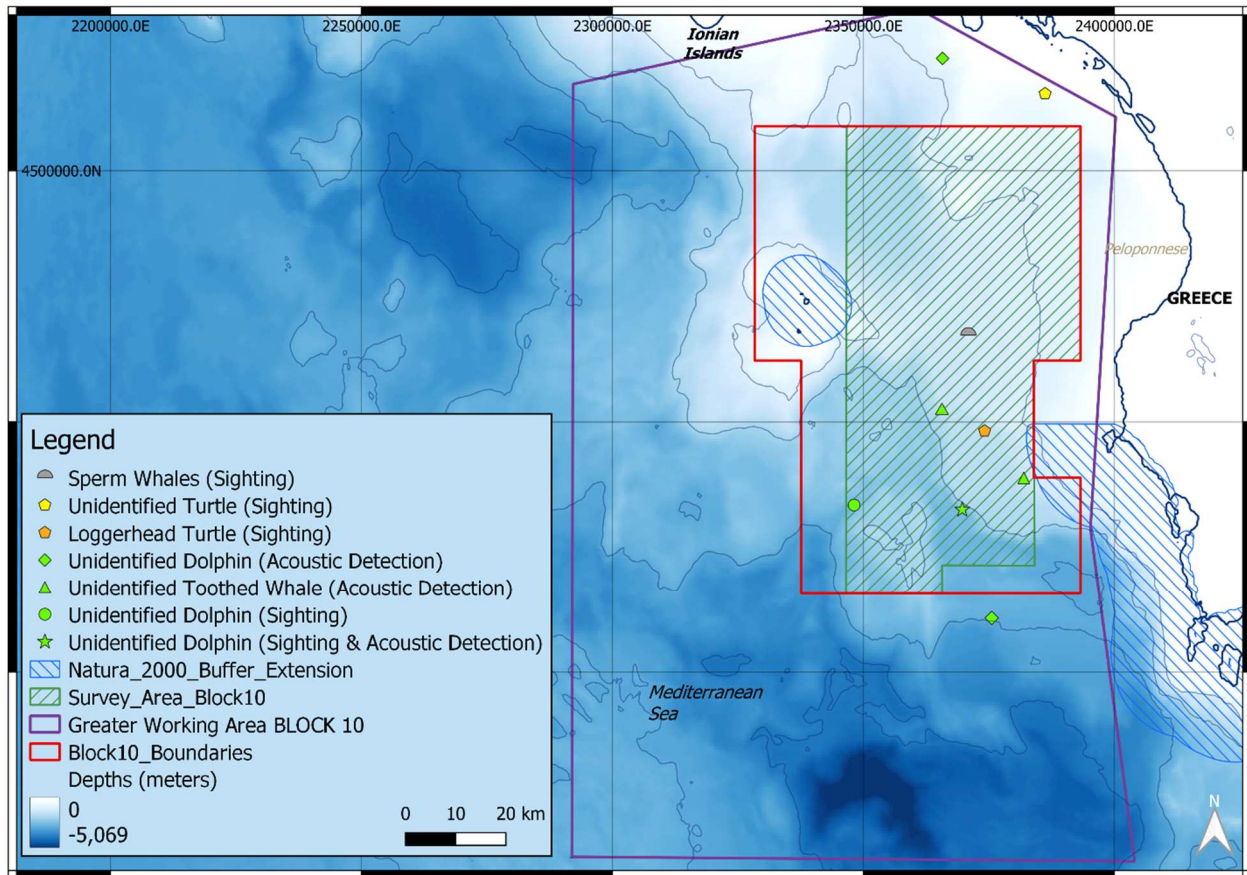 2200000.0E
2250000.0E
2300000.0E
2350000.0E
2400000.0E
Ionian
Islands
4500000.0N
Peloponnese
GREECE
Mediterranean
Sea
Legend
Sperm Whales (Sighting)
Unidentified Turtle (Sighting)
Loggerhead Turtle (Sighting)
Unidentified Dolphin (Acoustic Detection)
Unidentified Toothed Whale (Acoustic Detection)
Unidentified Dolphin (Sighting)
Unidentified Dolphin (Sighting & Acoustic Detection)
Natura_2000_Buffer_Extension
Survey_Area_Block10
Greater Working Area BLOCK 10
Block10_Boundaries
Depths (meters)
0
-5,069
0 10 20 km
N